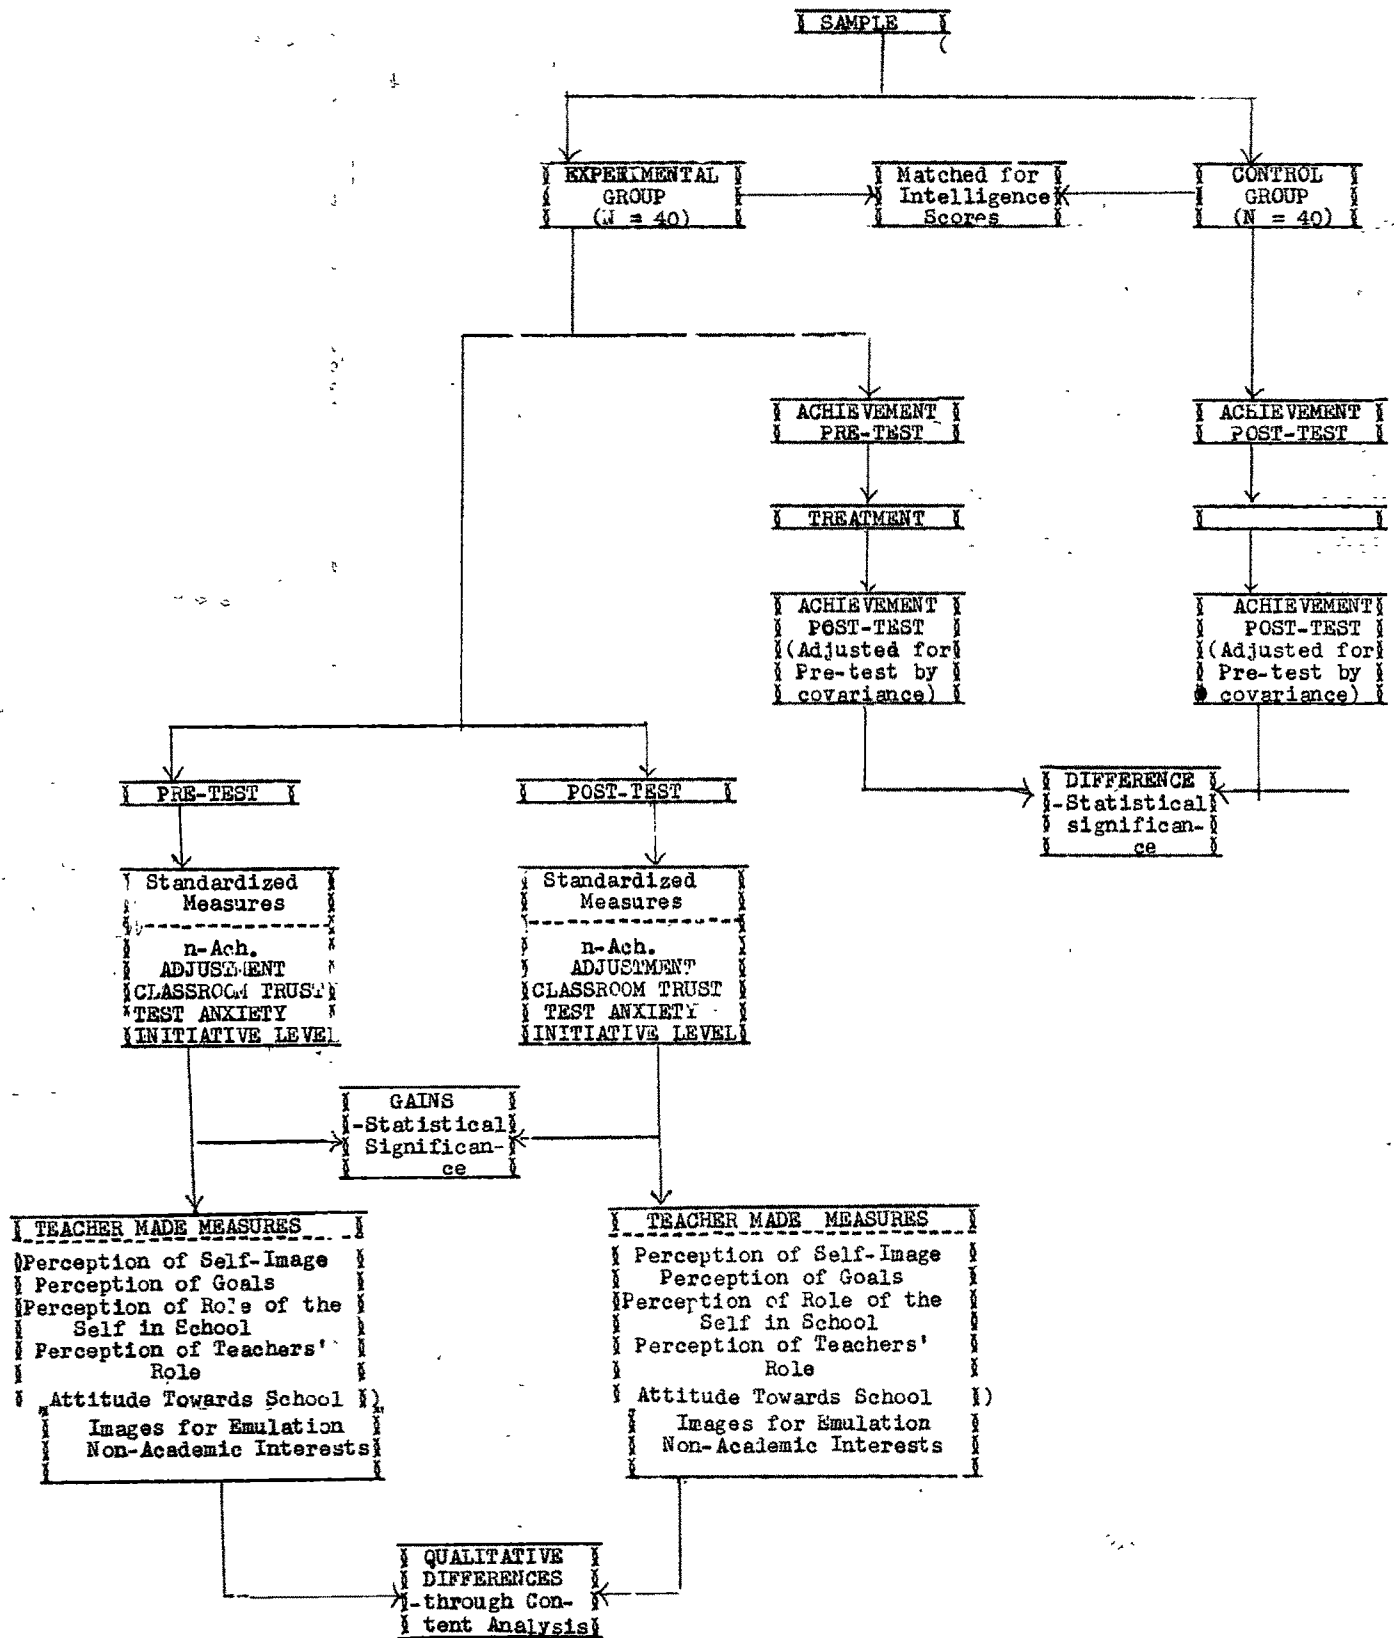 SAMPLE
EXPERIMENTAL
GROUP
(N = 40)
Matched for
Intelligence
Scores
CONTROL
GROUP
(N = 40)
ACHIEVEMENT
PRE-TEST
ACHIEVEMENT
POST-TEST
TREATMENT
ACHIEVEMENT
POST-TEST
(Adjusted for
Pre-test by
covariance)
ACHIEVEMENT
POST-TEST
(Adjusted for
Pre-test by
covariance)
DIFFERENCE
-Statistical
significan-
ce
PRE-TEST
POST-TEST
Standardized
Measures
n-Ach.
ADJUSTMENT
CLASSROOM TRUST
TEST ANXIETY
INITIATIVE LEVEL
Standardized
Measures
n-Ach.
ADJUSTMENT
CLASSROOM TRUST
TEST ANXIETY
INITIATIVE LEVEL
GAINS
-Statistical
Significan-
ce
TEACHER MADE MEASURES
Perception of Self-Image
Perception of Goals
Perception of Role of the
Self in School
Perception of Teachers'
Role
Attitude Towards School )
Images for Emulation
Non-Academic Interests
TEACHER MADE MEASURES
Perception of Self-Image
Perception of Goals
Perception of Role of the
Self in School
Perception of Teachers'
Role
Attitude Towards School )
Images for Emulation
Non-Academic Interests
QUALITATIVE
DIFFERENCES
-through Con-
tent Analysis